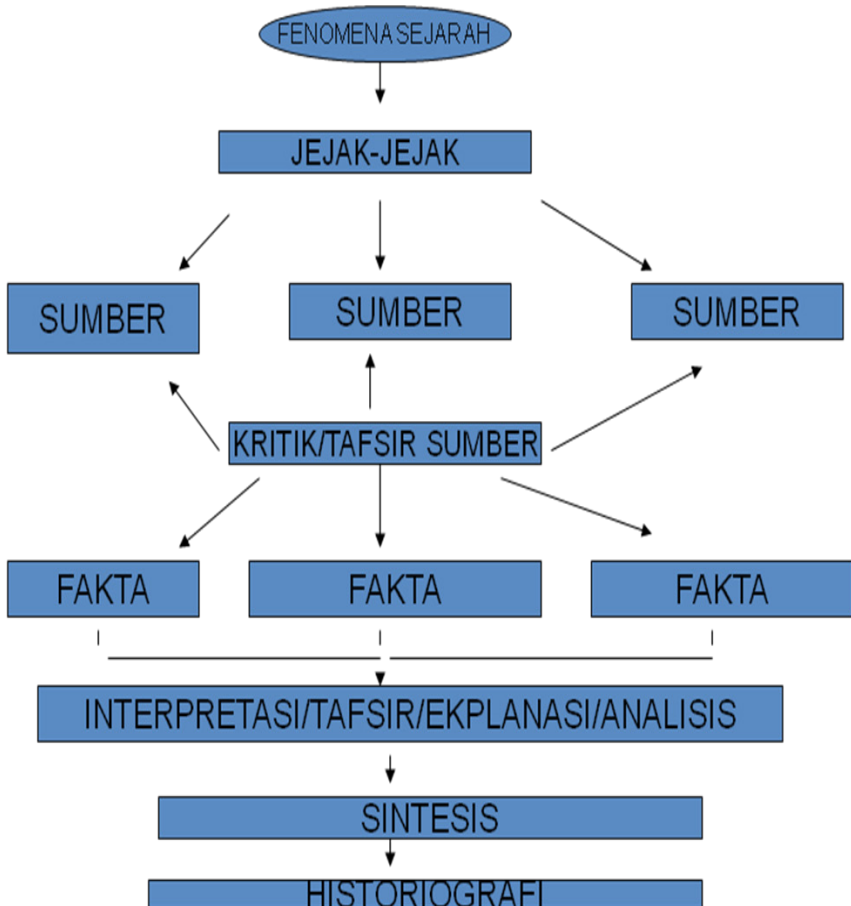 FENOMENA SEJARAH
JEJAK-JEJAK
SUMBER
SUMBER
SUMBER
KRITIK/TAFSIR SUMBER
FAKTA
FAKTA
FAKTA
INTERPRETASI/TAFSIR/EKPLANASI/ANALISIS
SINTESIS
HISTORIOGRAFI